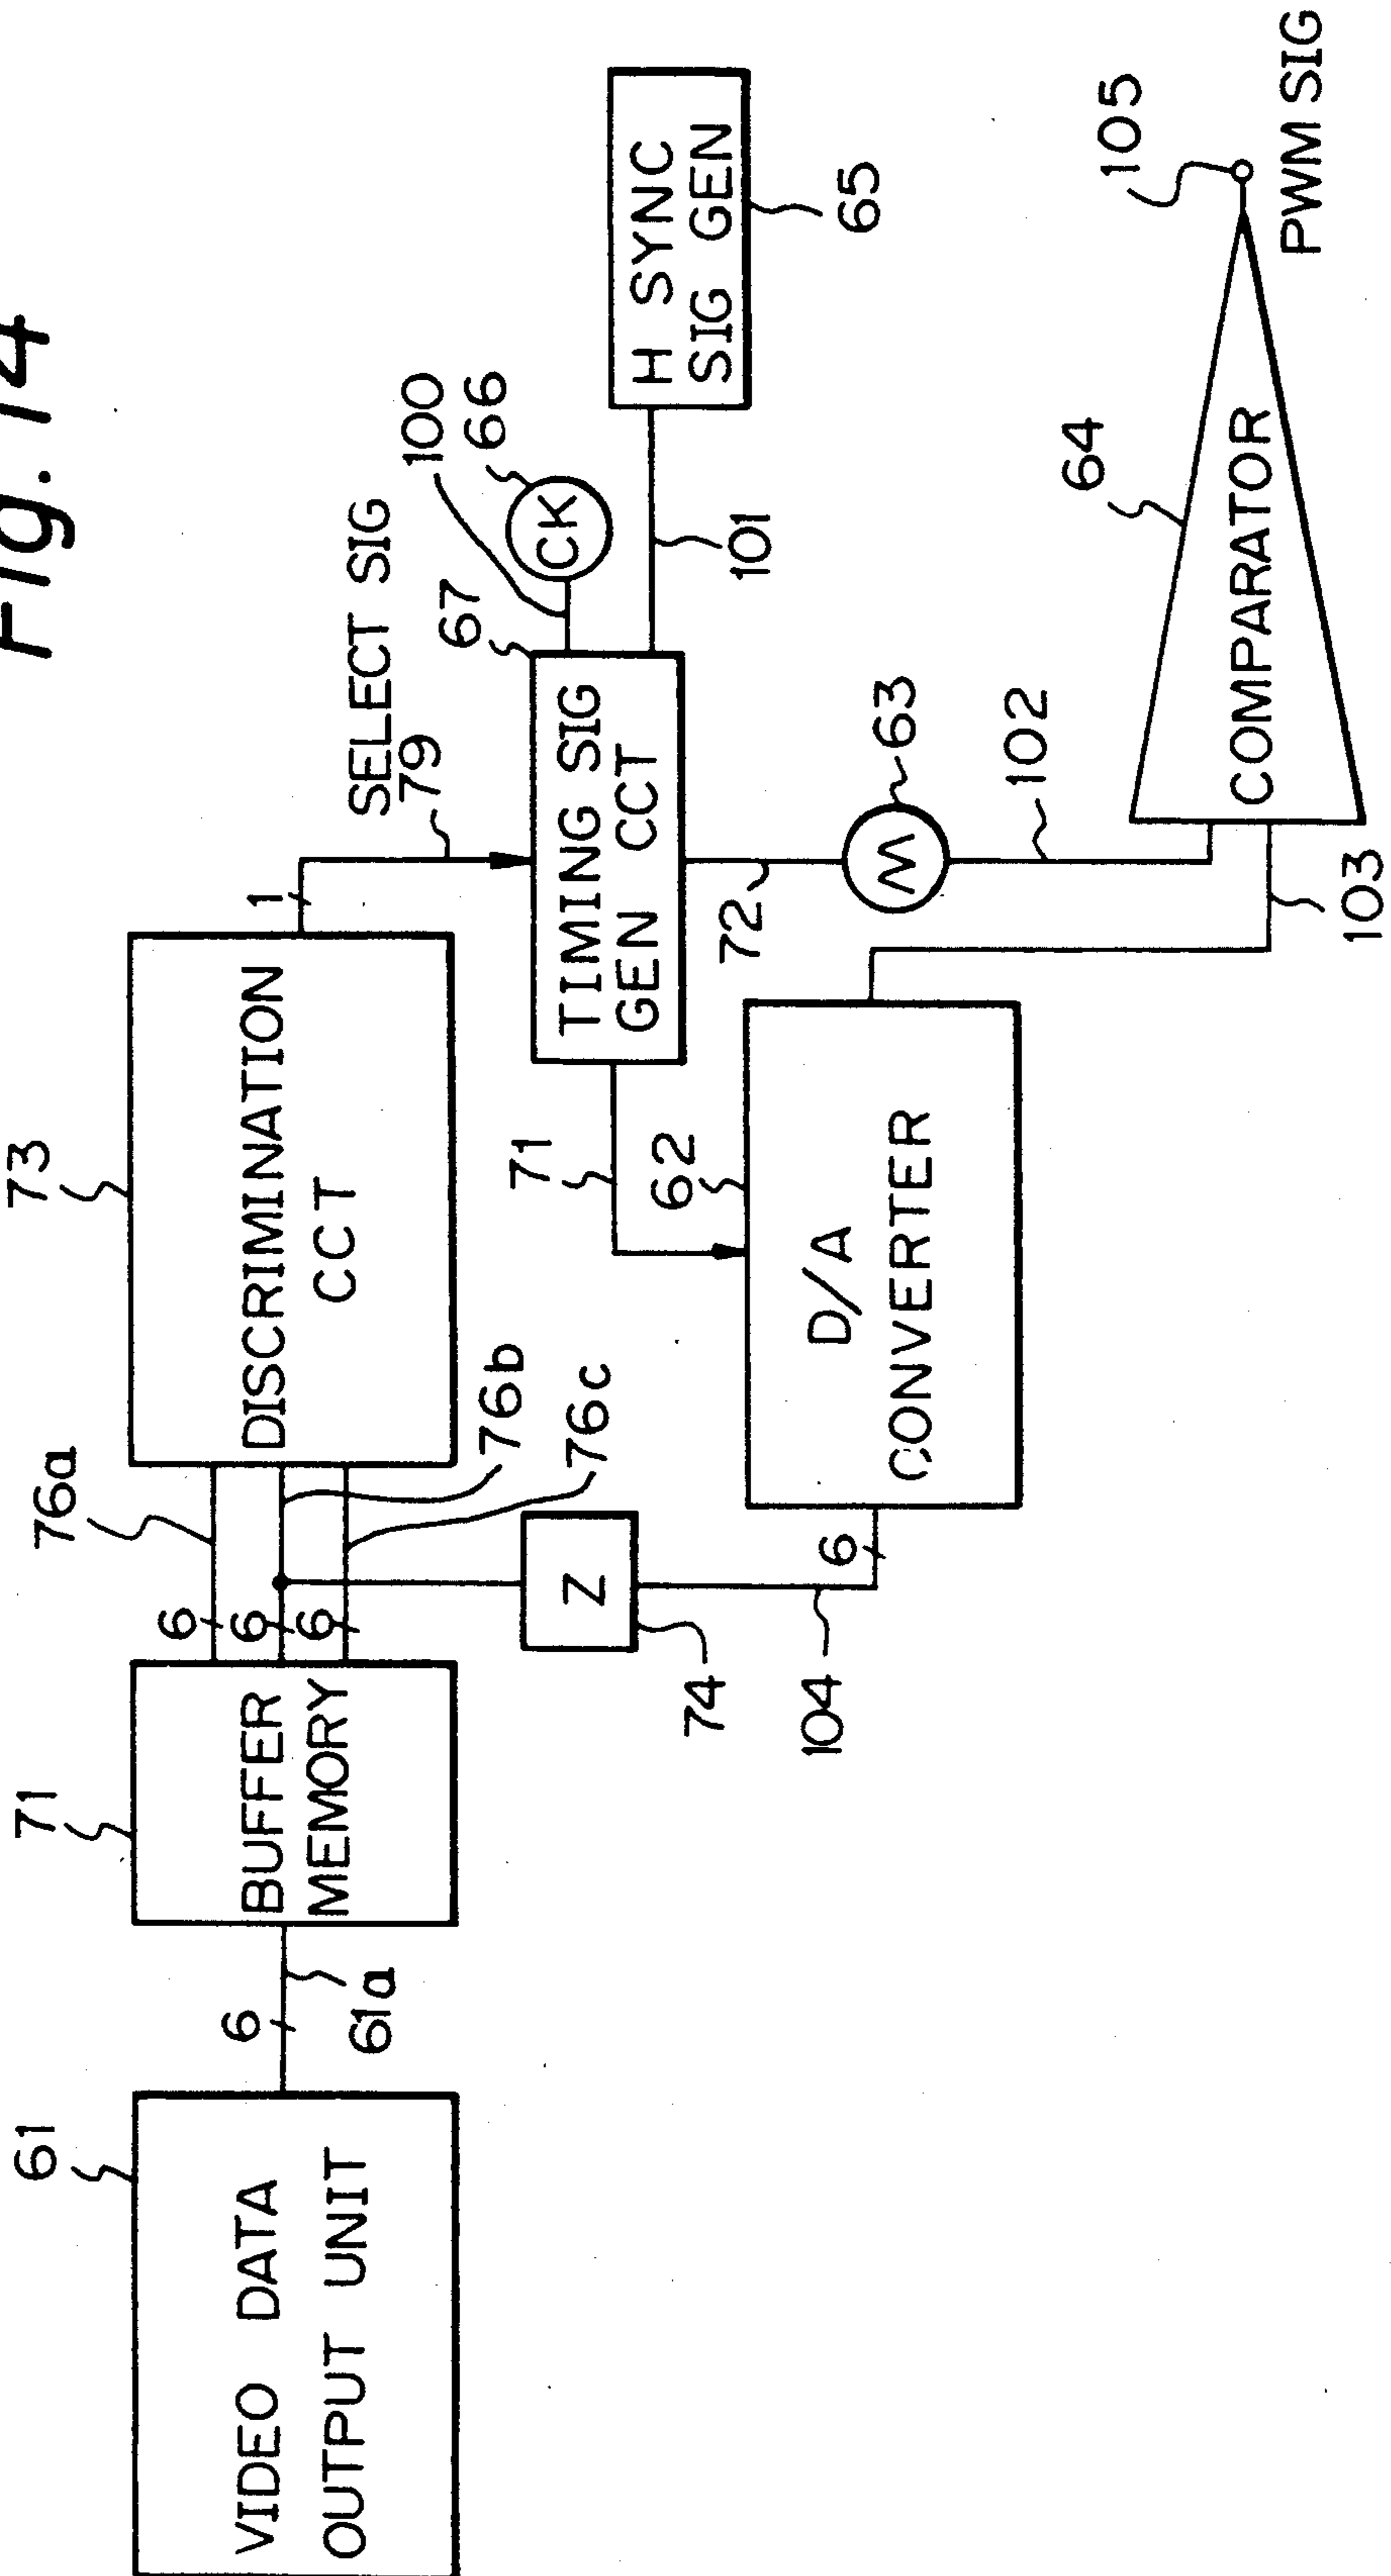 Fig. 14
61
VIDEO DATA
OUTPUT UNIT
6
61a
71
BUFFER
MEMORY
6
6
6
76a
76b
76c
73
DISCRIMINATION
CCT
1
SELECT SIG
79
67
TIMING SIG
GEN CCT
100
66
CK
101
H SYNC
SIG GEN
65
71
72
63
102
Z
74
104
6
62
D/A
CONVERTER
103
64
COMPARATOR
105
PWM SIG